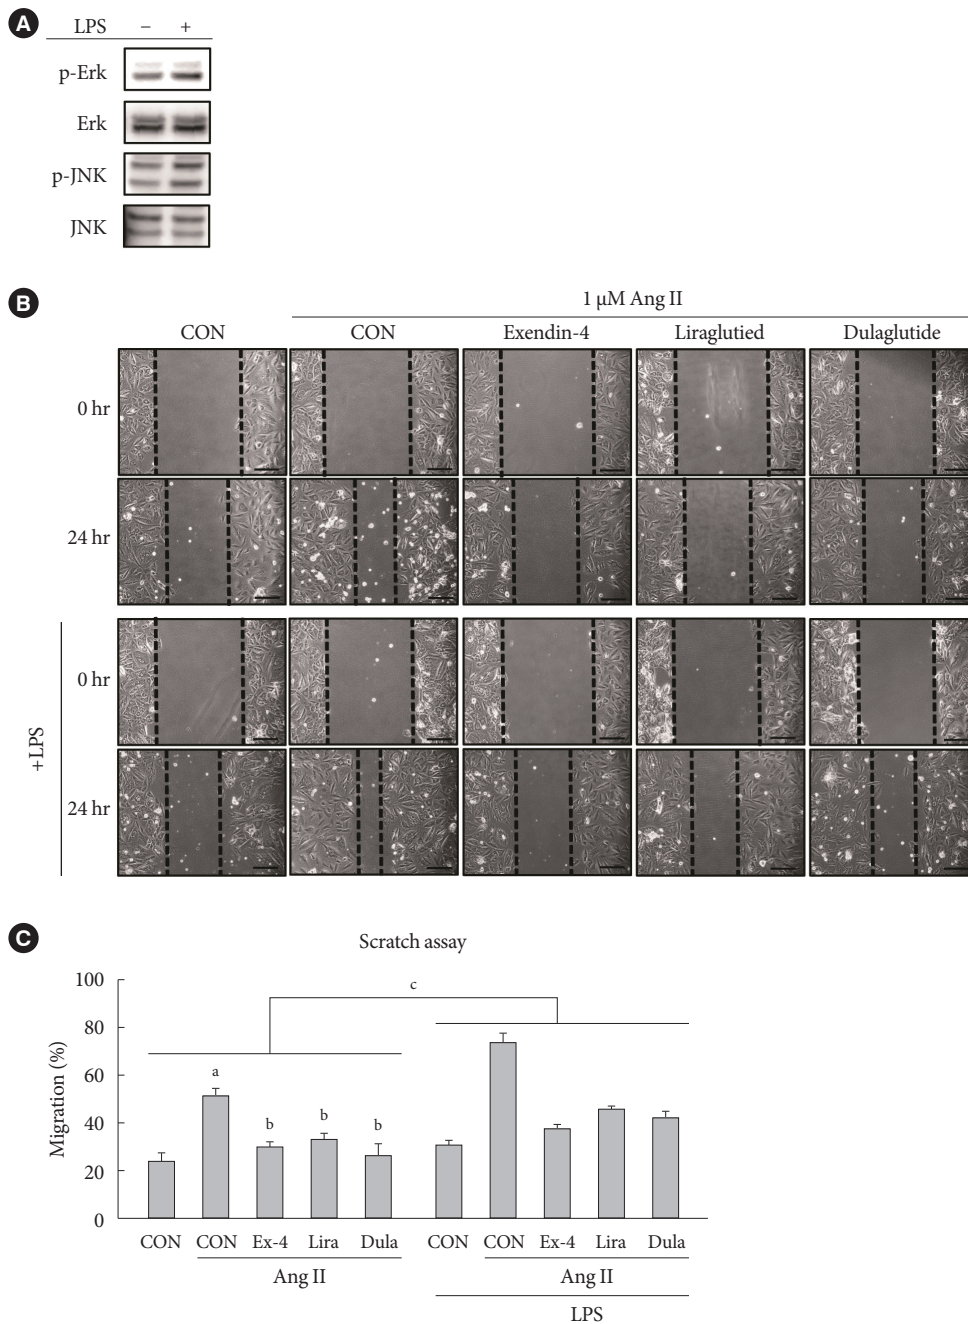 A
LPS – +
p-Erk
Erk
p-JNK
JNK
B
1 μM Ang II
CON CON Exendin-4 Liraglutied Dulaglutide
0 hr
24 hr
+LPS
0 hr
24 hr
C
Scratch assay
Migration (%)
100
80
60
40
20
0
c
a
b
b
b
CON CON Ex-4 Lira Dula CON CON Ex-4 Lira Dula
Ang II Ang II
LPS